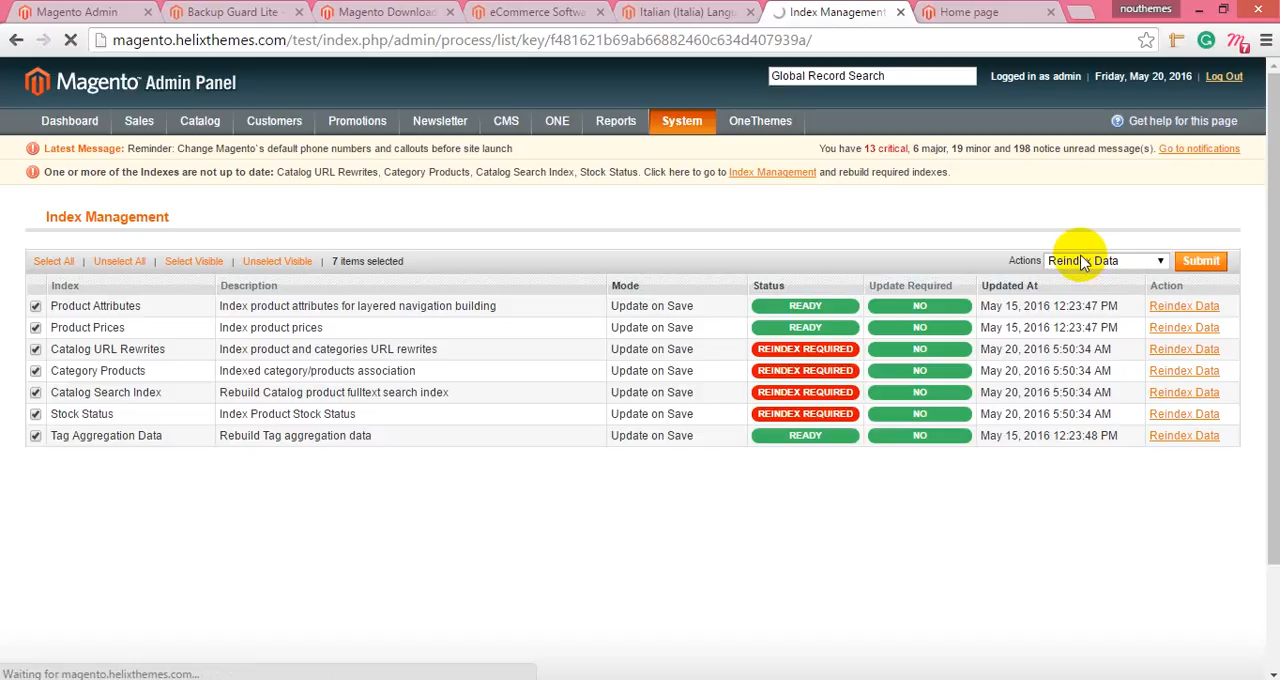 Magento Admin
Backup Guard Lite
Magento Download
eCommerce Softwa
Italian (Italia) Langu
Index Management
Home page
nouthemes
magento.helixthemes.com/test/index.php/admin/process/list/key/f481621b69ab66882460c634d407939a/
7
Magento Admin Panel
Global Record Search
Logged in as admin | Friday, May 20, 2016 | Log Out
Dashboard Sales Catalog Customers Promotions Newsletter CMS ONE Reports System OneThemes
Get help for this page
Latest Message: Reminder: Change Magento`s default phone numbers and callouts before site launch
You have 13 critical, 6 major, 19 minor and 198 notice unread message(s). Go to notifications
One or more of the Indexes are not up to date: Catalog URL Rewrites, Category Products, Catalog Search Index, Stock Status. Click here to go to Index Management and rebuild required indexes.
Index Management
Select All | Unselect All | Select Visible | Unselect Visible | 7 items selected
Actions Reindex Data Submit
Index Description Mode Status Update Required Updated At Action
Product Attributes Index product attributes for layered navigation building Update on Save READY NO May 15, 2016 12:23:47 PM Reindex Data
Product Prices Index product prices Update on Save READY NO May 15, 2016 12:23:47 PM Reindex Data
Catalog URL Rewrites Index product and categories URL rewrites Update on Save REINDEX REQUIRED NO May 20, 2016 5:50:34 AM Reindex Data
Category Products Indexed category/products association Update on Save REINDEX REQUIRED NO May 20, 2016 5:50:34 AM Reindex Data
Catalog Search Index Rebuild Catalog product fulltext search index Update on Save REINDEX REQUIRED NO May 20, 2016 5:50:34 AM Reindex Data
Stock Status Index Product Stock Status Update on Save REINDEX REQUIRED NO May 20, 2016 5:50:34 AM Reindex Data
Tag Aggregation Data Rebuild Tag aggregation data Update on Save READY NO May 15, 2016 12:23:48 PM Reindex Data
Waiting for magento.helixthemes.com...